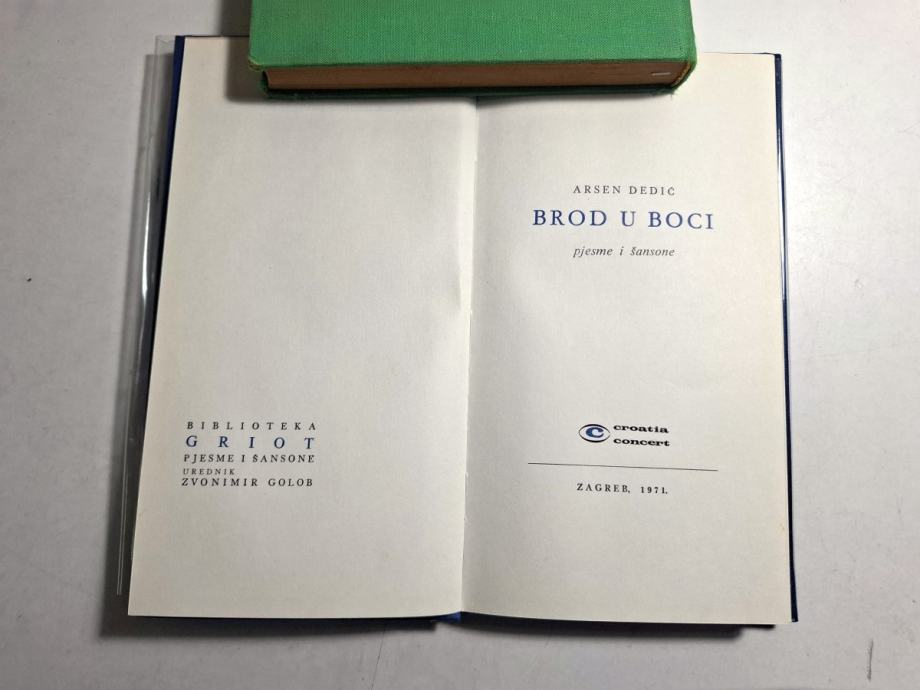 BIBLIOTEKA
GRIOT
PJESME I ŠANSONE
UREDNIK
ZVONIMIR GOLOB
ARSEN DEDIĆ
BROD U BOCI
pjesme i šansone
croatia
concert
ZAGREB, 1971.